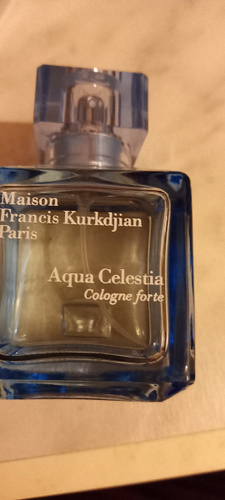 Maison
Francis Kurkdjian
Paris
Aqua Celestia
Cologne forte